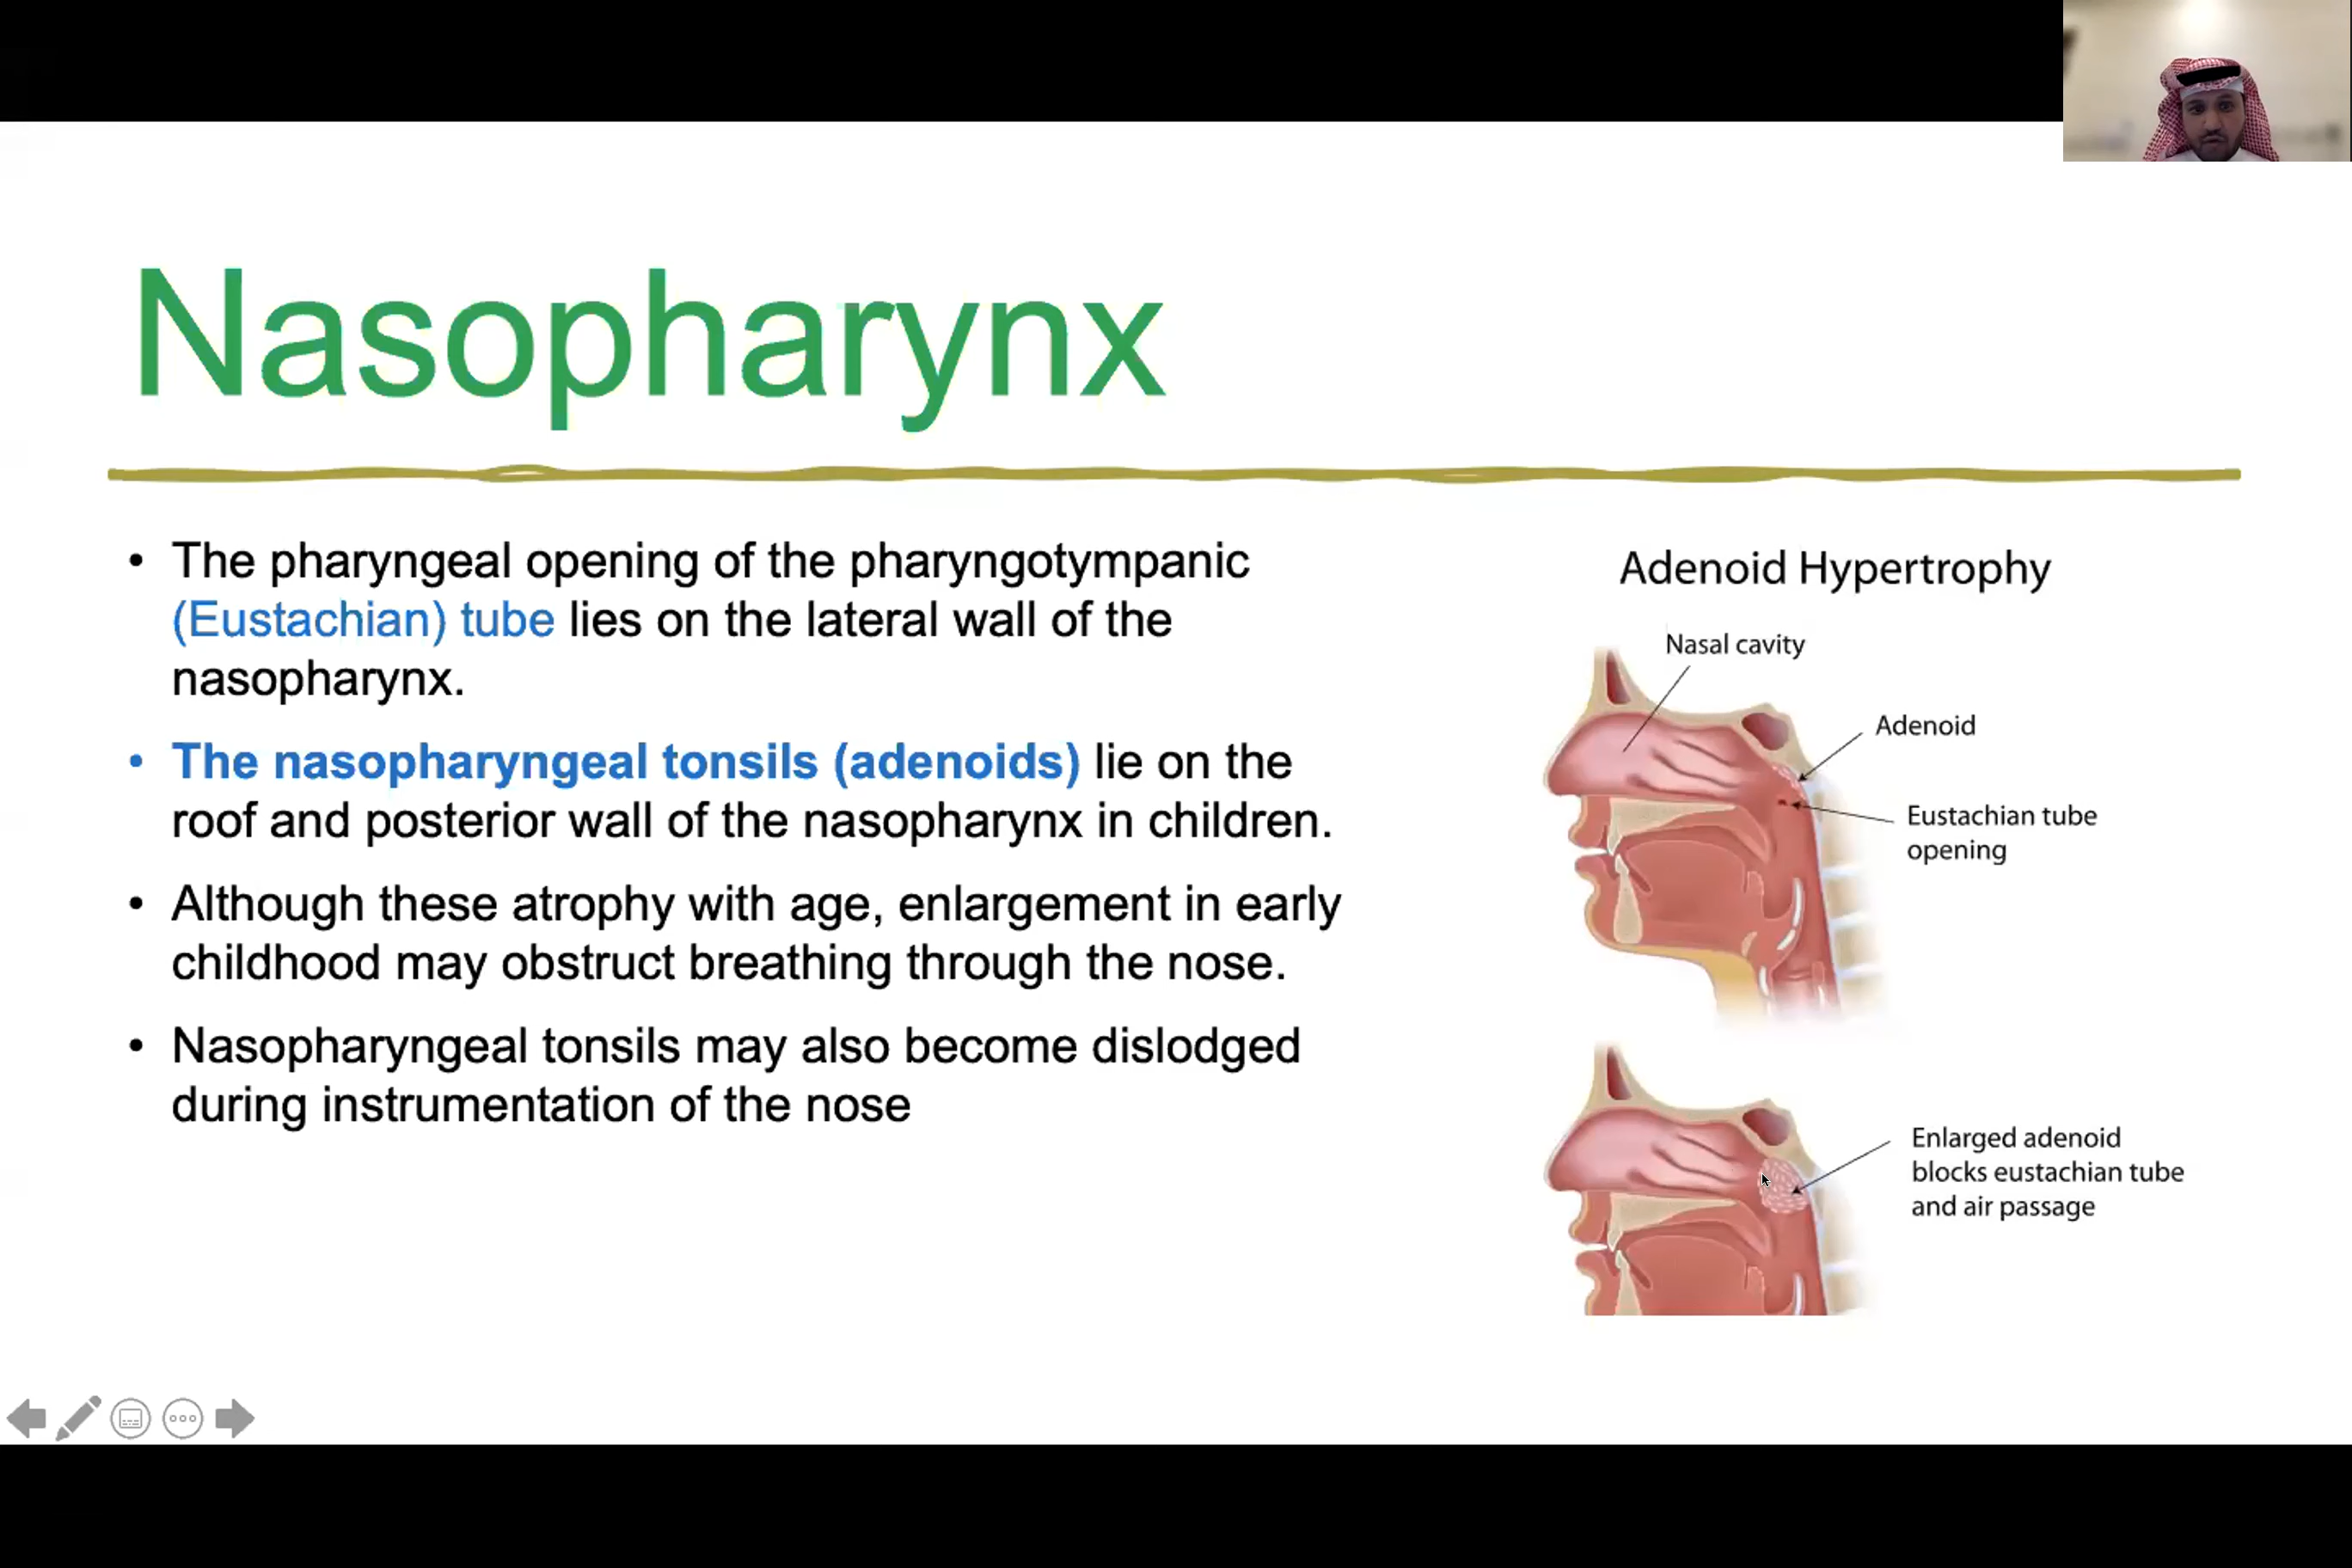 Nasopharynx
• The pharyngeal opening of the pharyngotympanic
(Eustachian) tube lies on the lateral wall of the
nasopharynx.
• The nasopharyngeal tonsils (adenoids) lie on the
roof and posterior wall of the nasopharynx in children.
• Although these atrophy with age, enlargement in early
childhood may obstruct breathing through the nose.
• Nasopharyngeal tonsils may also become dislodged
during instrumentation of the nose
Adenoid Hypertrophy
Nasal cavity
Adenoid
Eustachian tube
opening
Enlarged adenoid
blocks eustachian tube
and air passage